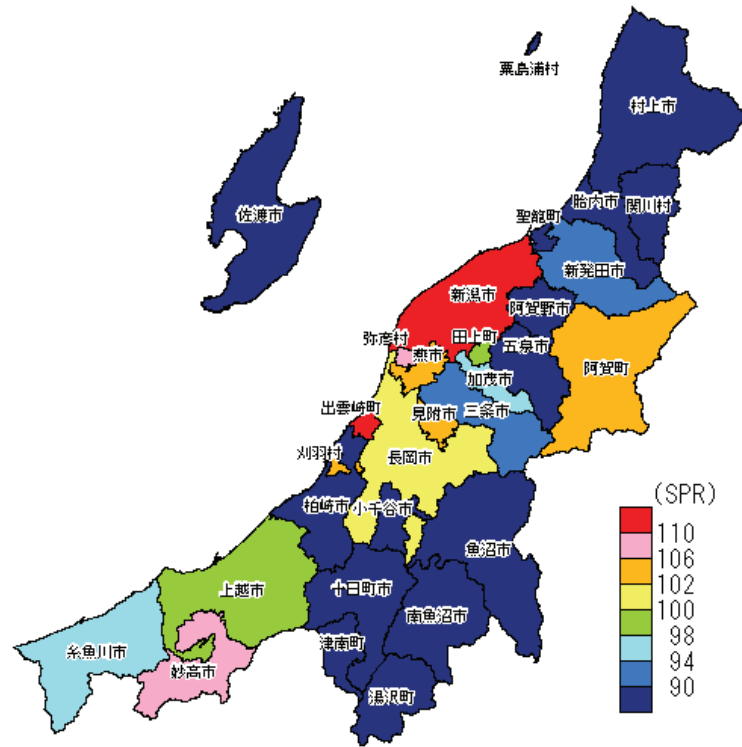 粟島浦村
村上市
佐渡市
胎内市
関川村
聖籠町
新発田市
新潟市
阿賀野市
弥彦村
田上町
燕市
五泉市
阿賀町
加茂市
出雲崎町
見附市
三条市
刈羽村
長岡市
柏崎市
小千谷市
魚沼市
上越市
十日町市
南魚沼市
糸魚川市
津南町
妙高市
湯沢町
(SPR)
110
106
102
100
98
94
90